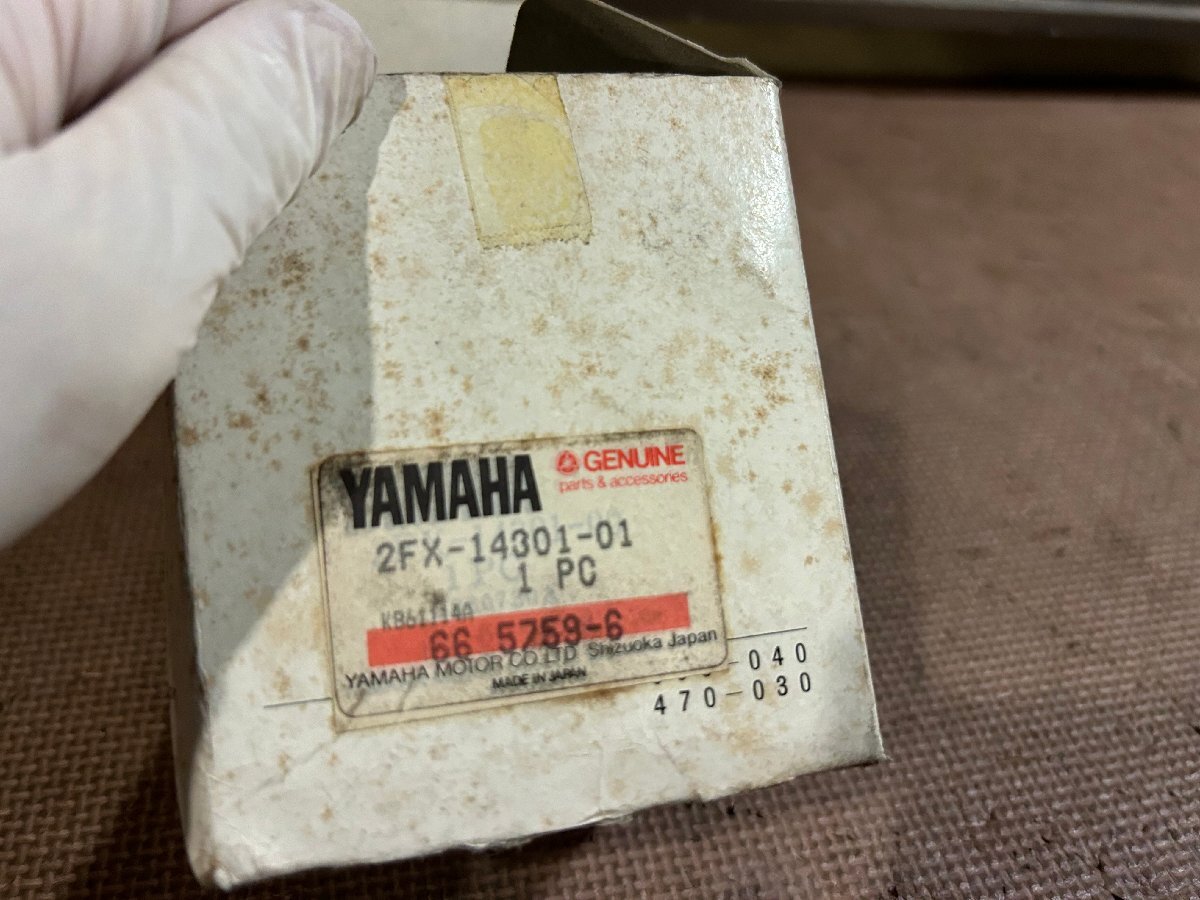 YAMAHA
GENUINE
parts & accessories
2FX-14301-01
1 PC
66 5759-6
YAMAHA MOTOR CO.LTD. Shizuoka Japan
MADE IN JAPAN
-040
470-030